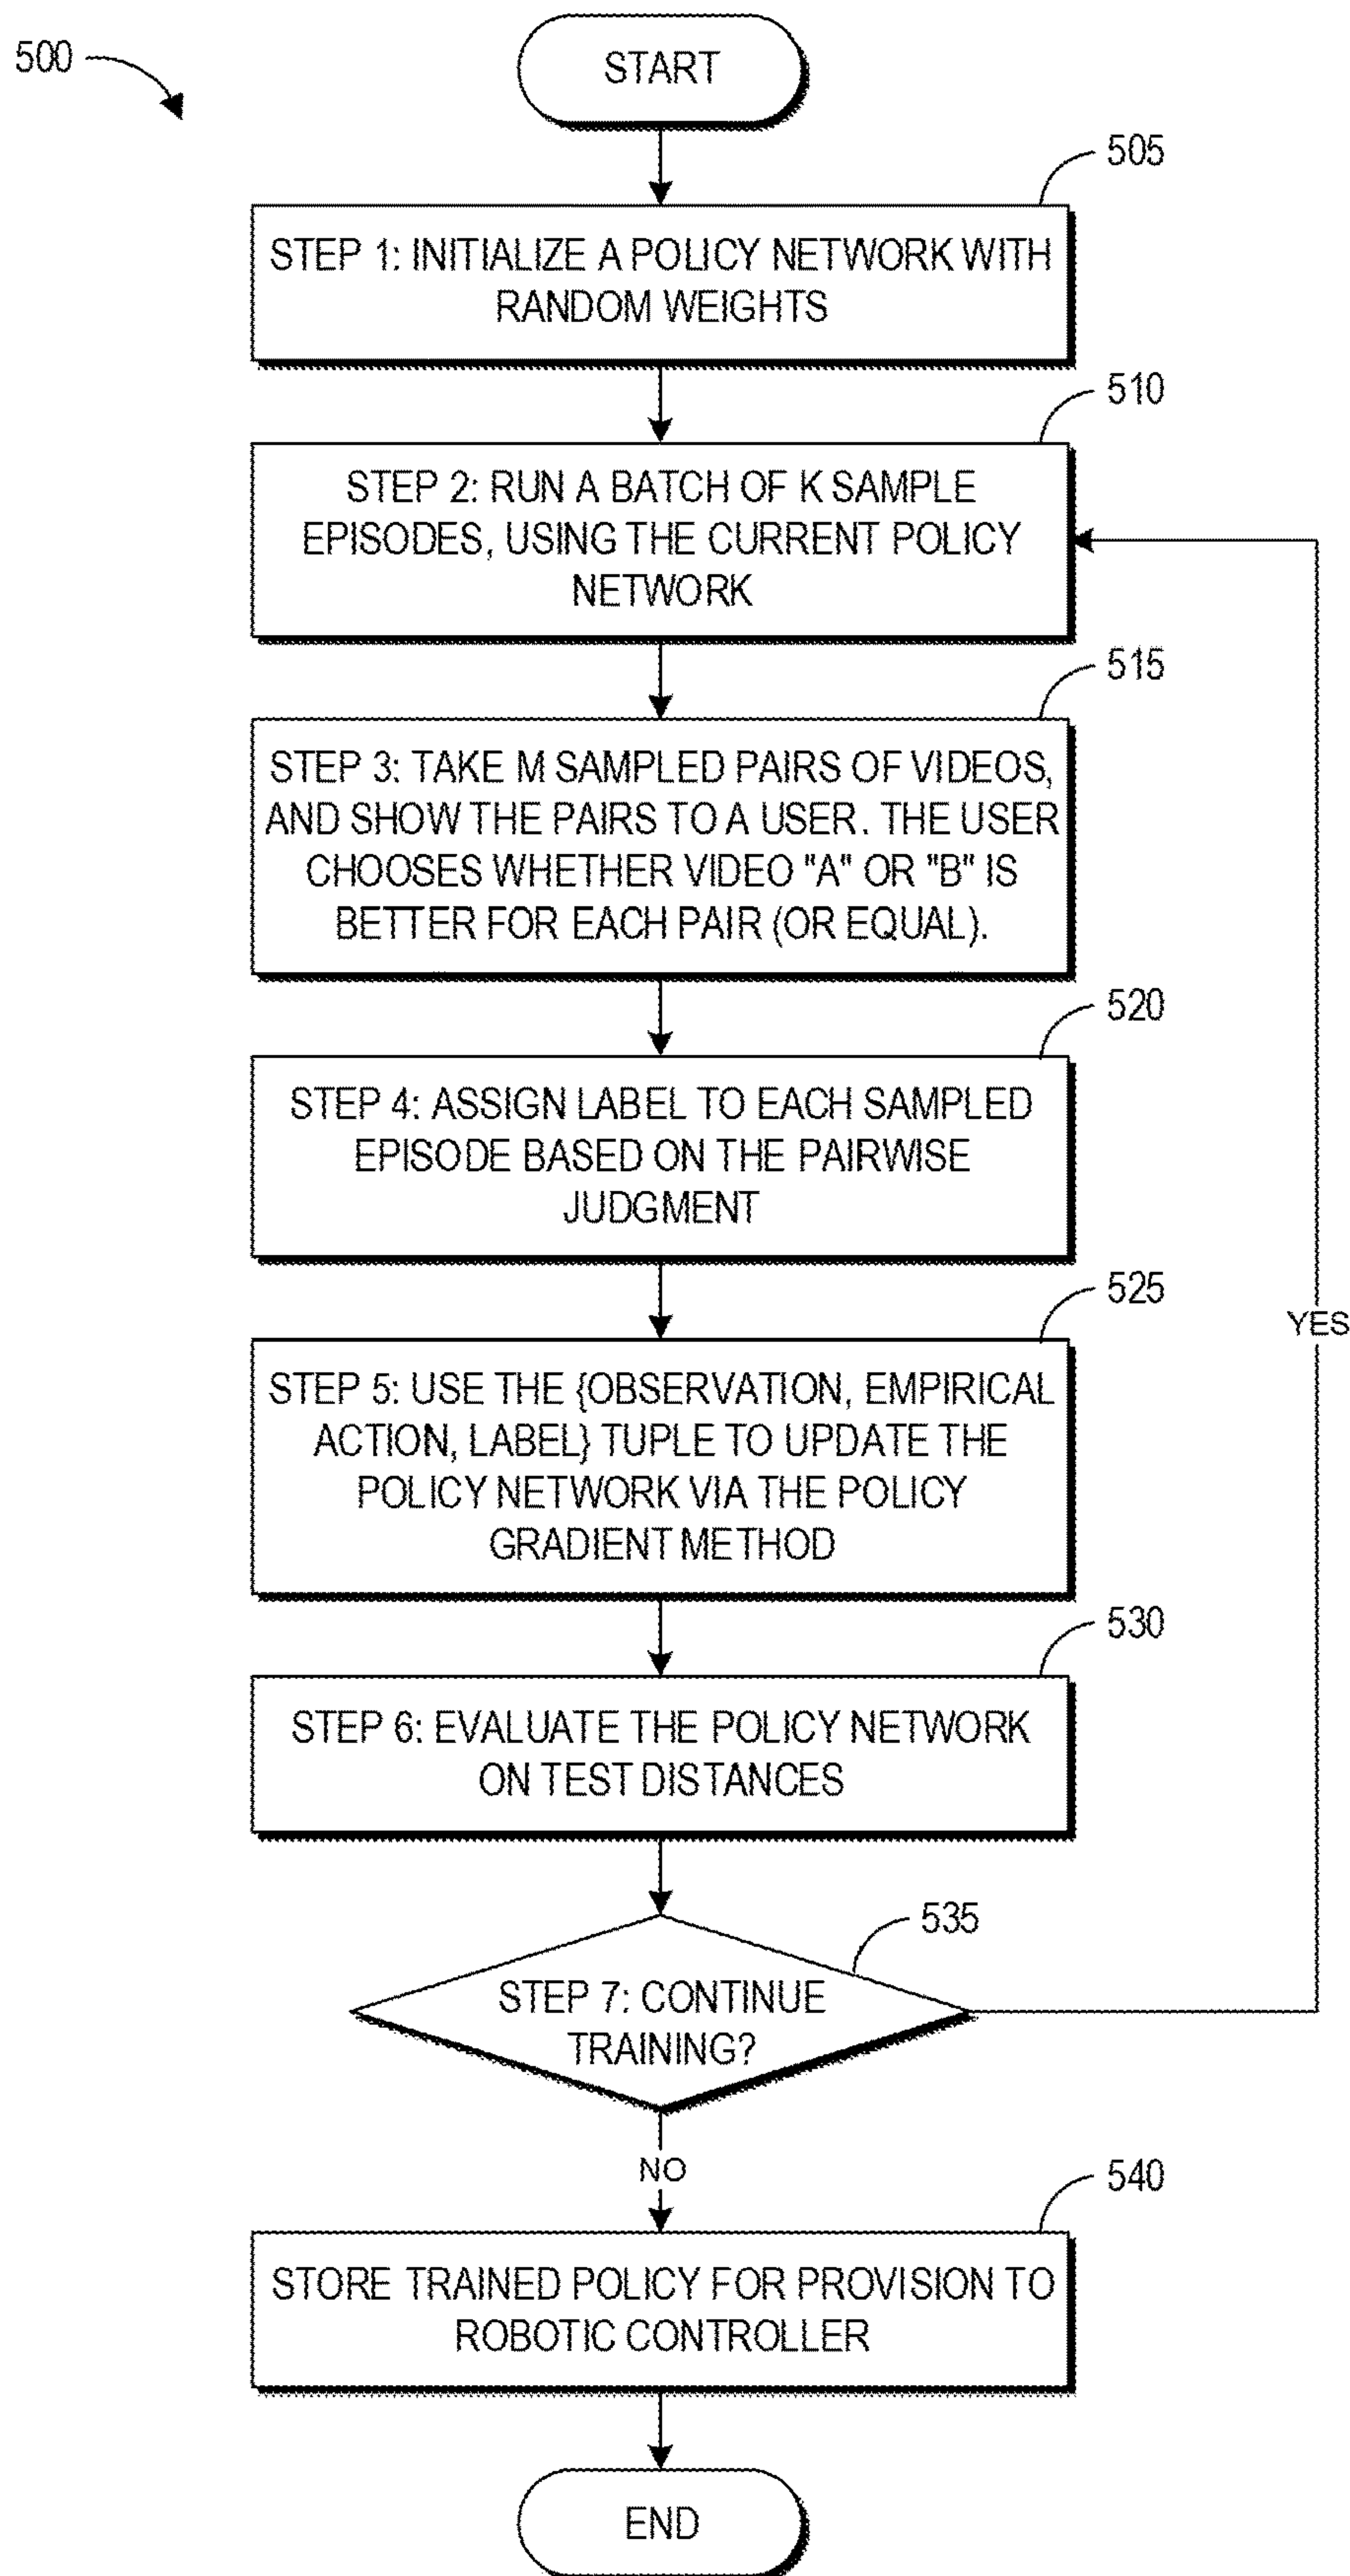 500
START
505
STEP 1: INITIALIZE A POLICY NETWORK WITH
RANDOM WEIGHTS
510
STEP 2: RUN A BATCH OF K SAMPLE
EPISODES, USING THE CURRENT POLICY
NETWORK
515
STEP 3: TAKE M SAMPLED PAIRS OF VIDEOS,
AND SHOW THE PAIRS TO A USER. THE USER
CHOOSES WHETHER VIDEO "A" OR "B" IS
BETTER FOR EACH PAIR (OR EQUAL).
520
STEP 4: ASSIGN LABEL TO EACH SAMPLED
EPISODE BASED ON THE PAIRWISE
JUDGMENT
525
STEP 5: USE THE {OBSERVATION, EMPIRICAL
ACTION, LABEL} TUPLE TO UPDATE THE
POLICY NETWORK VIA THE POLICY
GRADIENT METHOD
YES
530
STEP 6: EVALUATE THE POLICY NETWORK
ON TEST DISTANCES
535
STEP 7: CONTINUE
TRAINING?
NO
540
STORE TRAINED POLICY FOR PROVISION TO
ROBOTIC CONTROLLER
END